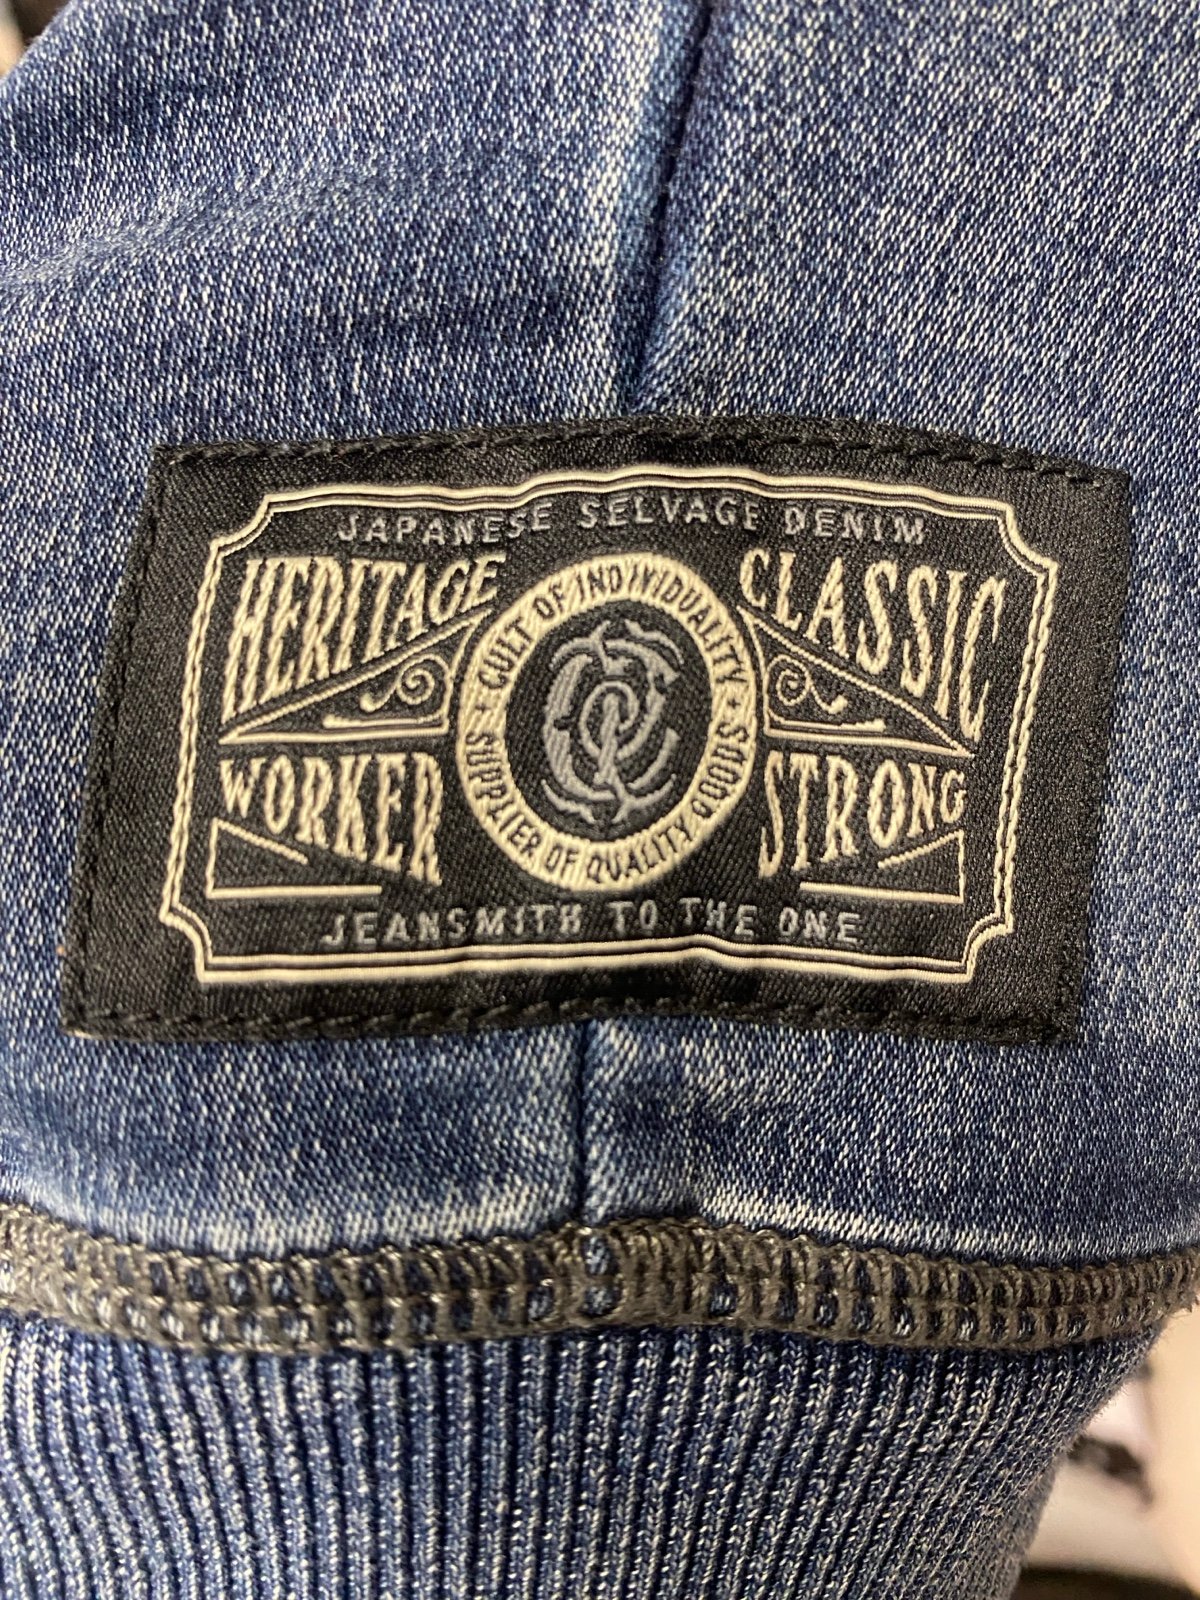 JAPANESE SELVAGE DENIM
HERITAGE
CLASSIC
CULT OF INDIVIDUALITY
WORKER
STRONG
SUPPLIER OF QUALITY GOODS
JEANSMITH TO THE ONE